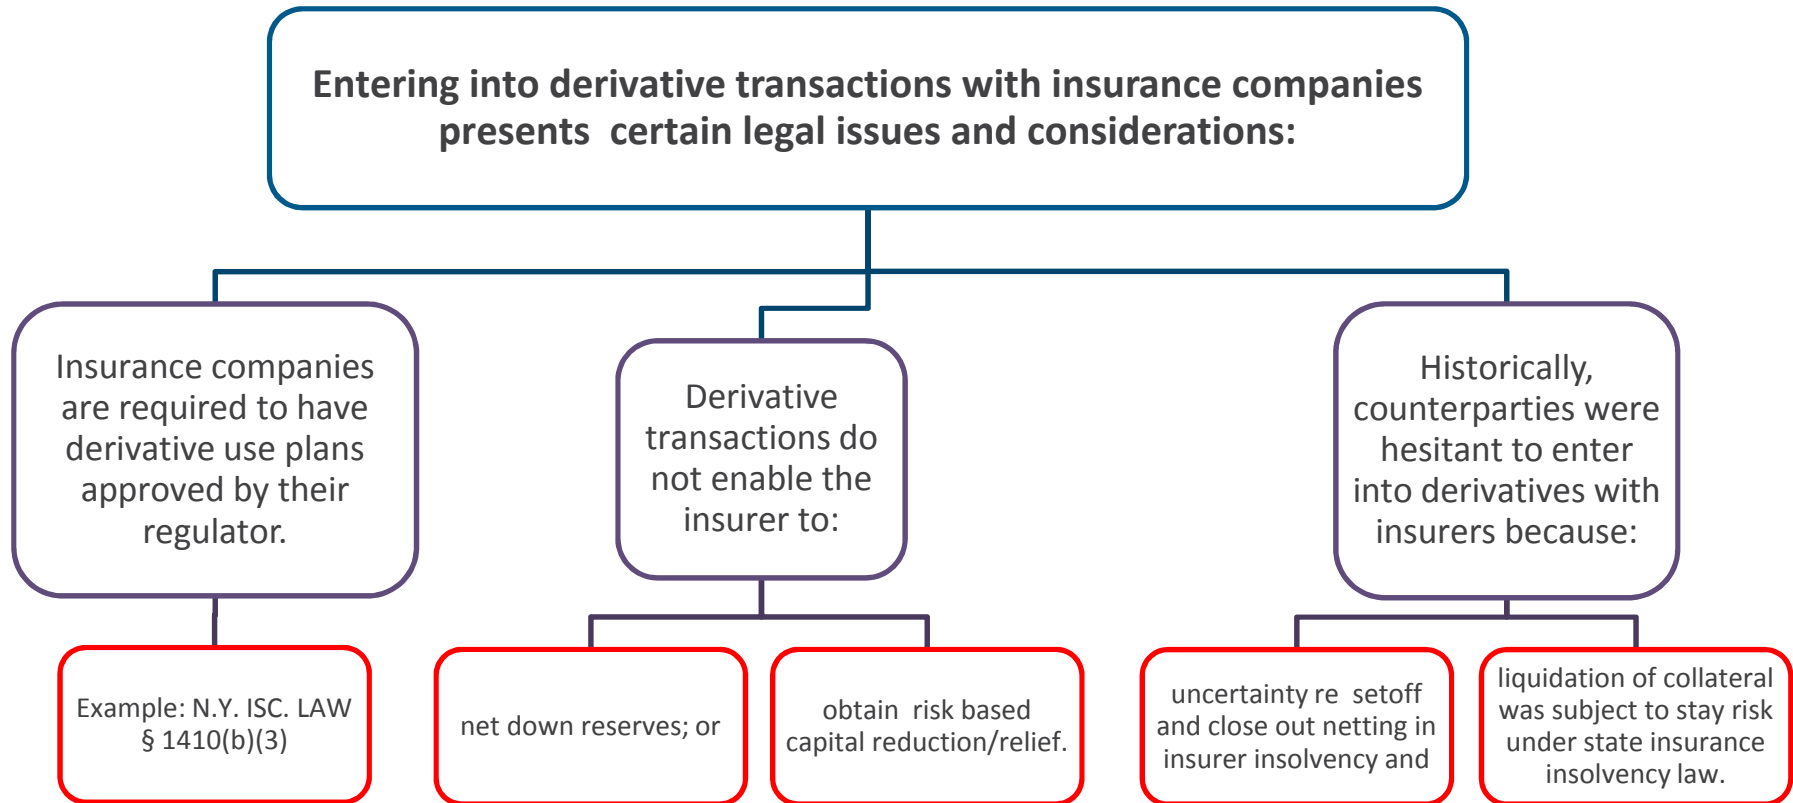 Entering into derivative transactions with insurance companies
presents certain legal issues and considerations:
Insurance companies
are required to have
derivative use plans
approved by their
regulator.
Derivative
transactions do
not enable the
insurer to:
Historically,
counterparties were
hesitant to enter
into derivatives with
insurers because:
Example: N.Y. ISC. LAW
§ 1410(b)(3)
net down reserves; or
obtain risk based
capital reduction/relief.
uncertainty re setoff
and close out netting in
insurer insolvency and
liquidation of collateral
was subject to stay risk
under state insurance
insolvency law.